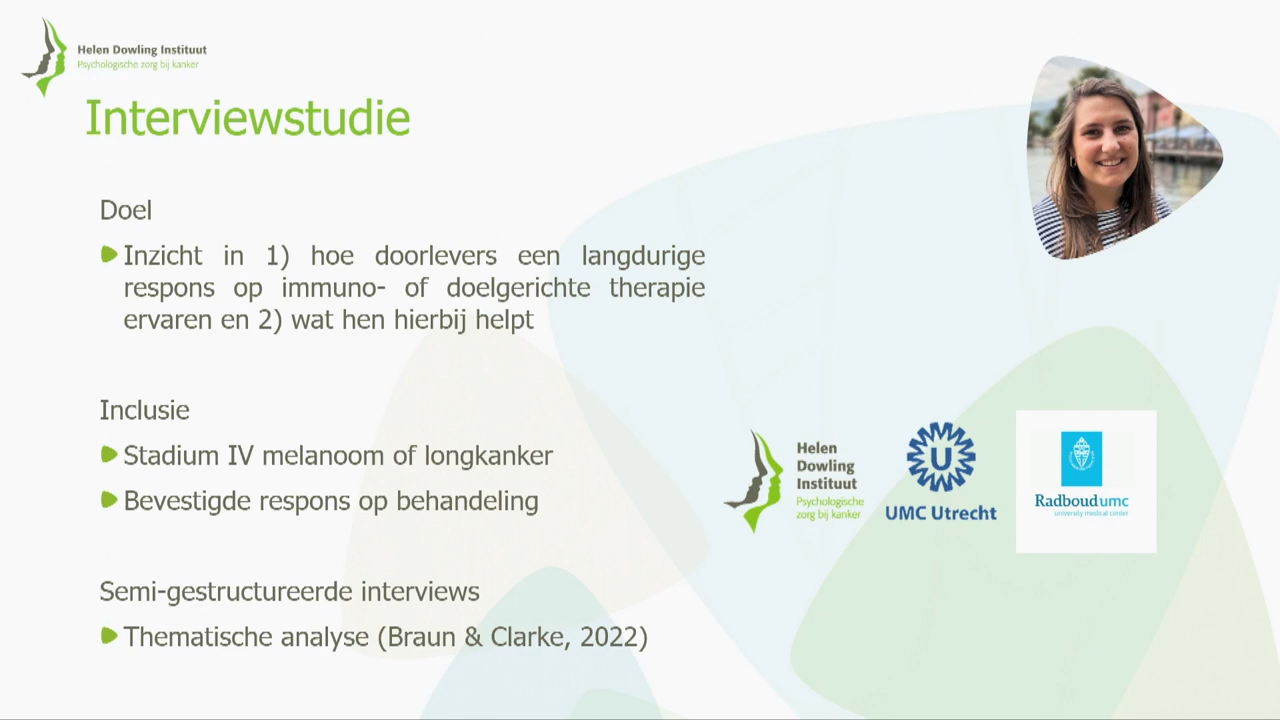 Helen Dowling Instituut
Psychologische zorg bij kanker
Interviewstudie
Doel
Inzicht in 1) hoe doorlevers een langdurige
respons op immuno- of doelgerichte therapie
ervaren en 2) wat hen hierbij helpt
Inclusie
Stadium IV melanoom of longkanker
Bevestigde respons op behandeling
Semi-gestructureerde interviews
Thematische analyse (Braun & Clarke, 2022)
Helen
Dowling
Instituut
Psychologische
zorg bij kanker
U
UMC Utrecht
Radboudumc
university medical center